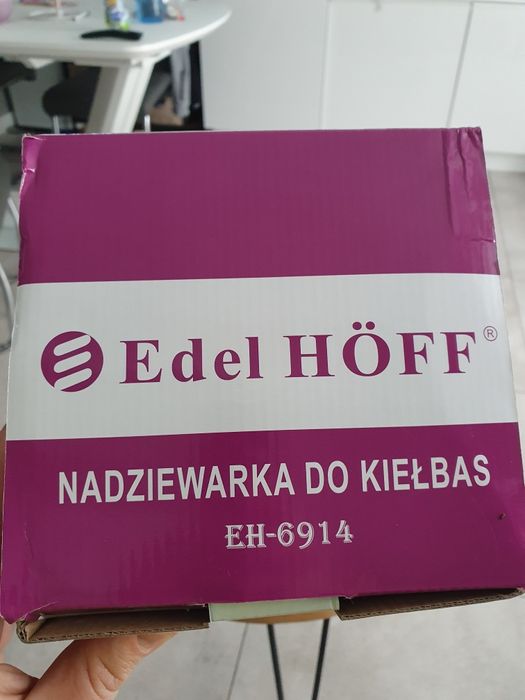 Edel HÖFF®
NADZIEWARKA DO KIEŁBAS
EH-6914